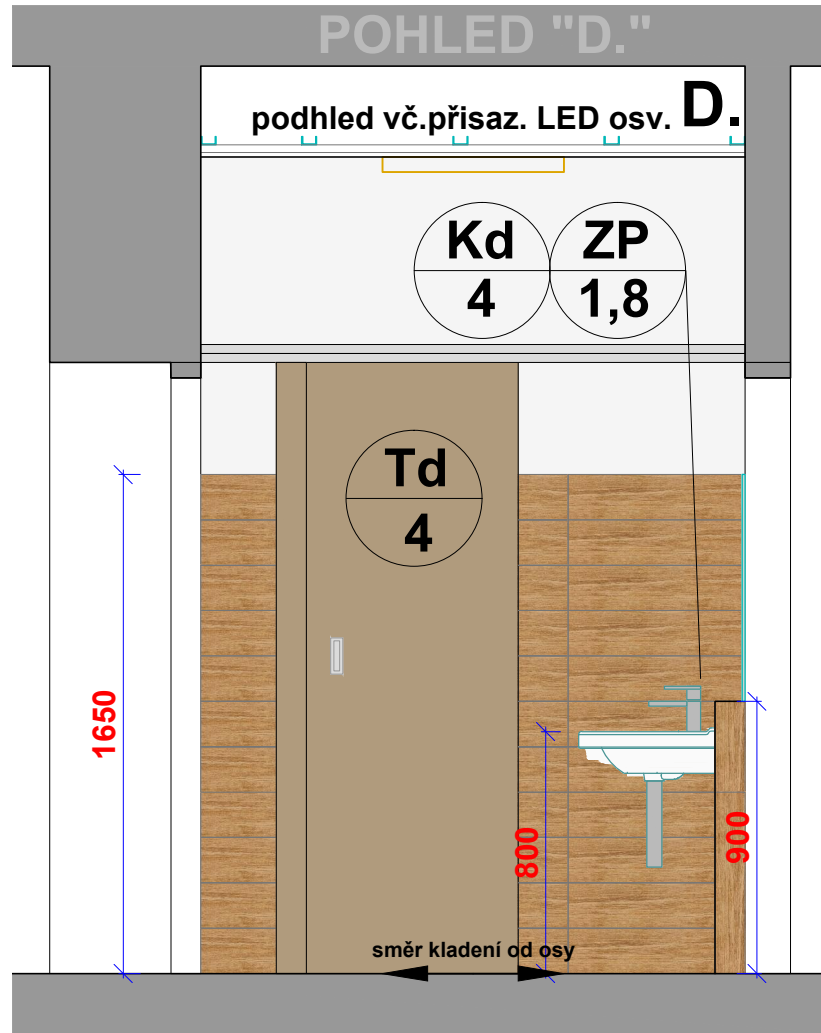 POHLED "D."
podhled vč.přisaz. LED osv. D.
Kd
4
ZP
1,8
Td
4
1650
800
900
směr kladení od osy